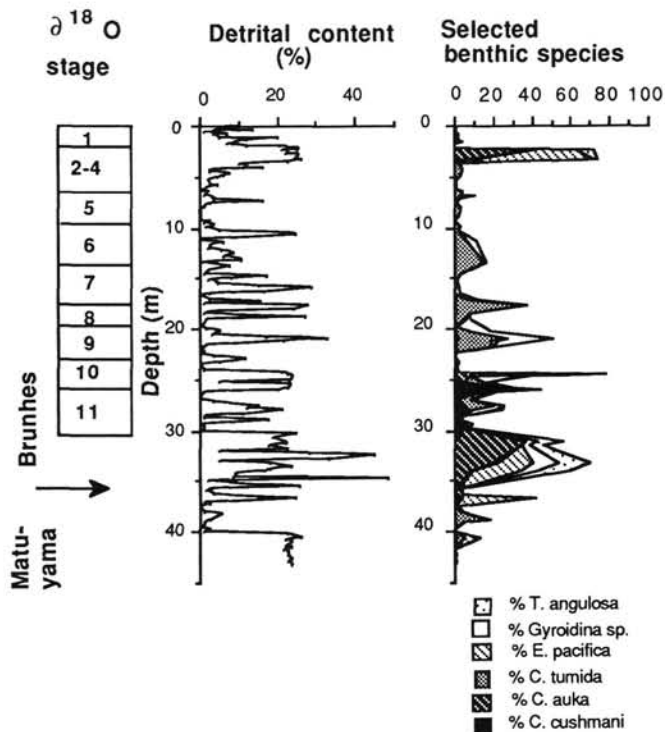 ∂ 18 O
stage
Detrital content
(%)
Selected
benthic species
0 20 40
0 20 40 60 80 100
1
2-4
5
6
7
8
9
10
11
Brunhes
Matu-
yama
Depth (m)
0
10
20
30
40
0
10
20
30
40
% T. angulosa
% Gyroidina sp.
% E. pacifica
% C. tumida
% C. auka
% C. cushmani